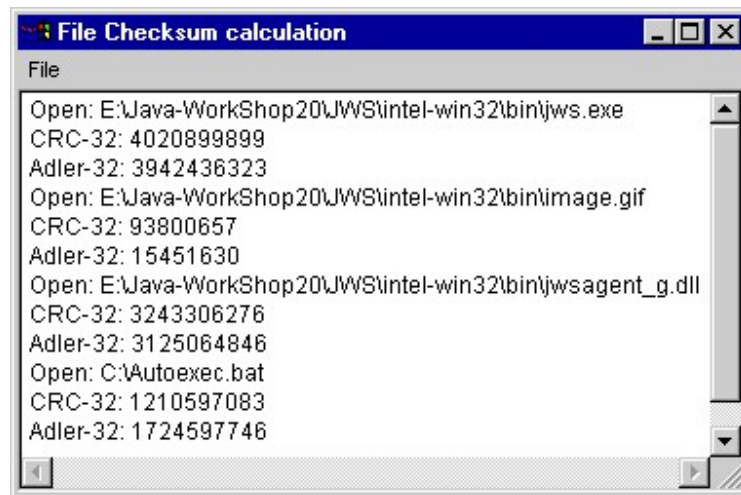 File Checksum calculation
File
Open: E:\Java-WorkShop20\JWS\intel-win32\bin\jws.exe
CRC-32: 4020899899
Adler-32: 3942436323
Open: E:\Java-WorkShop20\JWS\intel-win32\bin\image.gif
CRC-32: 93800657
Adler-32: 15451630
Open: E:\Java-WorkShop20\JWS\intel-win32\bin\jwsagent_g.dll
CRC-32: 3243306276
Adler-32: 3125064846
Open: C:\Autoexec.bat
CRC-32: 1210597083
Adler-32: 1724597746